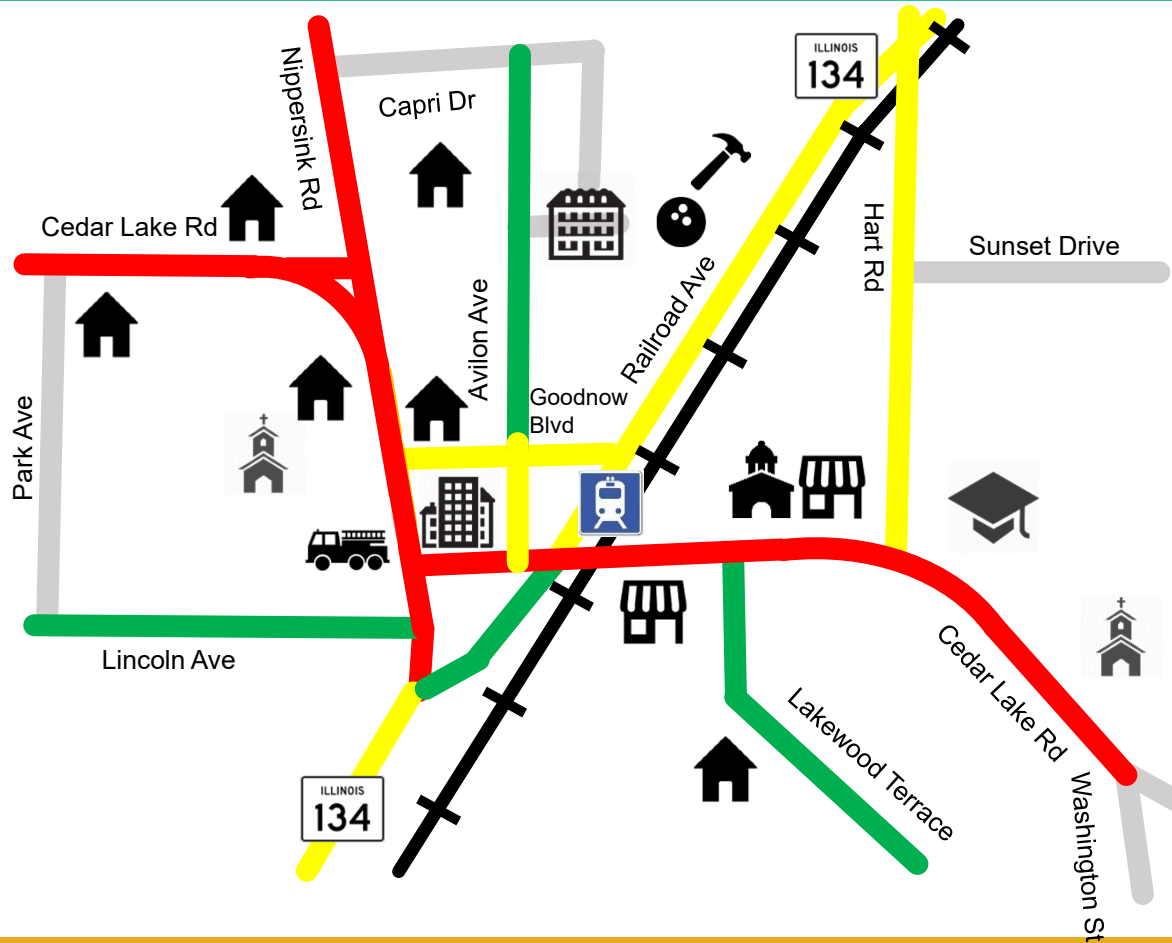 ILLINOIS
134
Nippersink Rd
Capri Dr
Cedar Lake Rd
Hart Rd
Sunset Drive
Railroad Ave
Avilon Ave
Goodnow
Blvd
Park Ave
Lincoln Ave
Cedar Lake Rd
Lakewood Terrace
ILLINOIS
134
Washington St